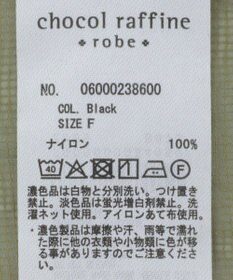 chocol raffine
robe
NO. 06000238600
COL. Black
SIZE F
ナイロン 100%
40 F
濃色品は白物と分別洗い。つけ置き
禁止。淡色品は蛍光増白剤禁止。洗
濯ネット使用。アイロンあて布使用。
・濃色製品は摩擦や汗、雨等で濡れ
た際に他の衣類や小物類に色が移
る事がありますのでご注意くださ
い。